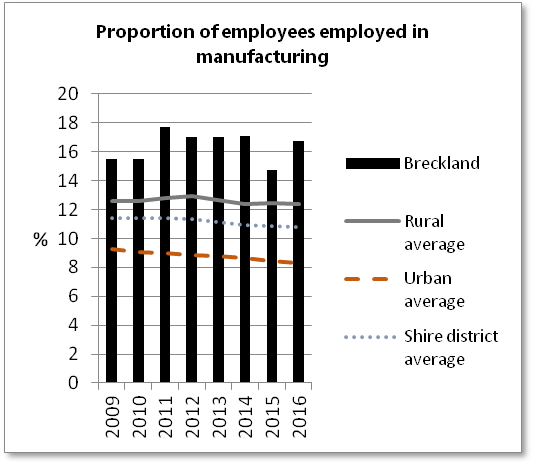 Proportion of employees employed in
manufacturing
20
18
16
14
12
10
8
6
4
2
0
%
2009
2010
2011
2012
2013
2014
2015
2016
Breckland
Rural
average
Urban
average
Shire district
average